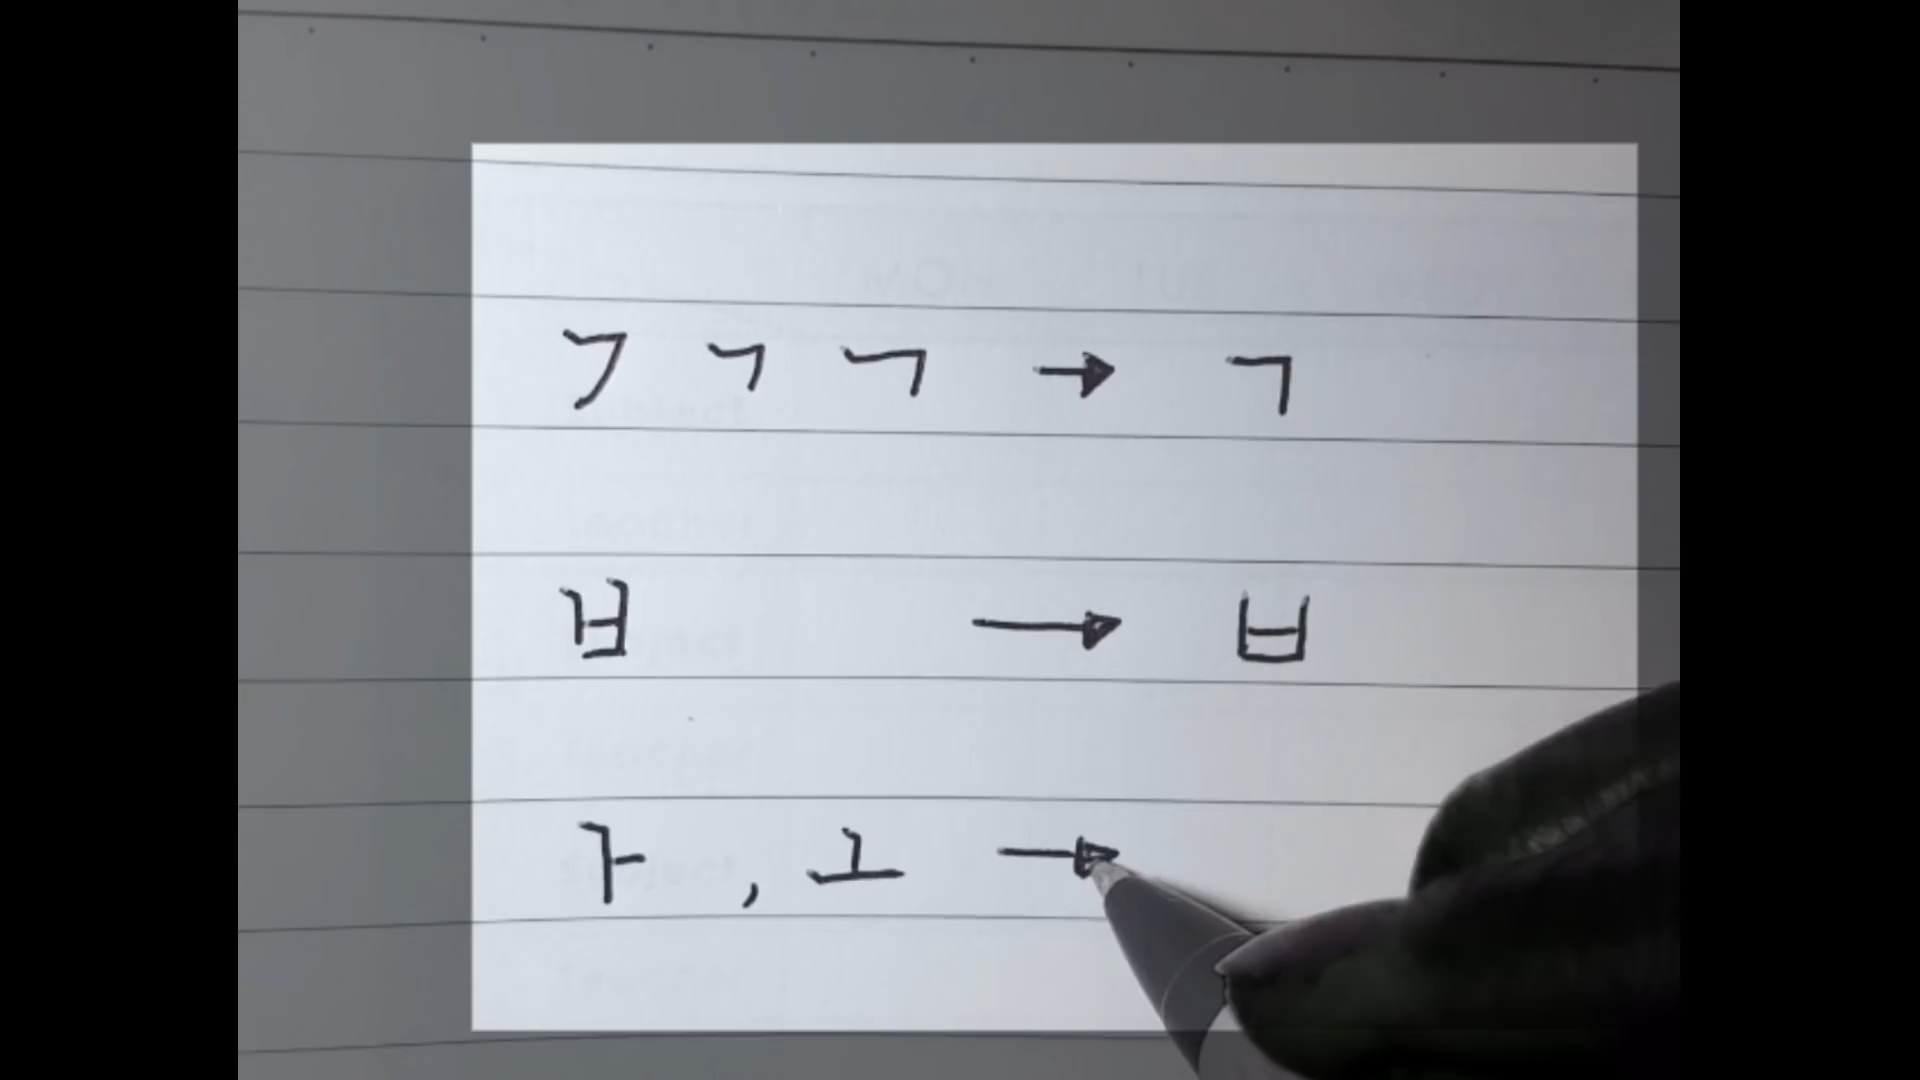 ㄱ ㄱ ㄱ → ㄱ
ㅂ → ㅂ
ㅏ, ㅗ →